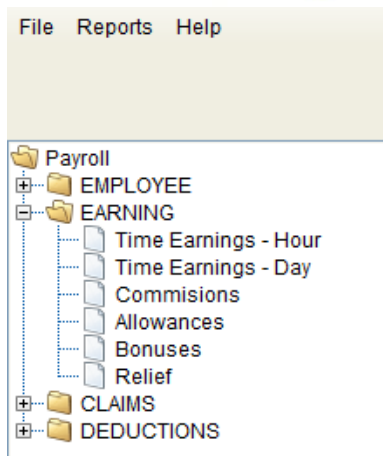 File Reports Help
Payroll
EMPLOYEE
EARNING
Time Earnings - Hour
Time Earnings - Day
Commisions
Allowances
Bonuses
Relief
CLAIMS
DEDUCTIONS